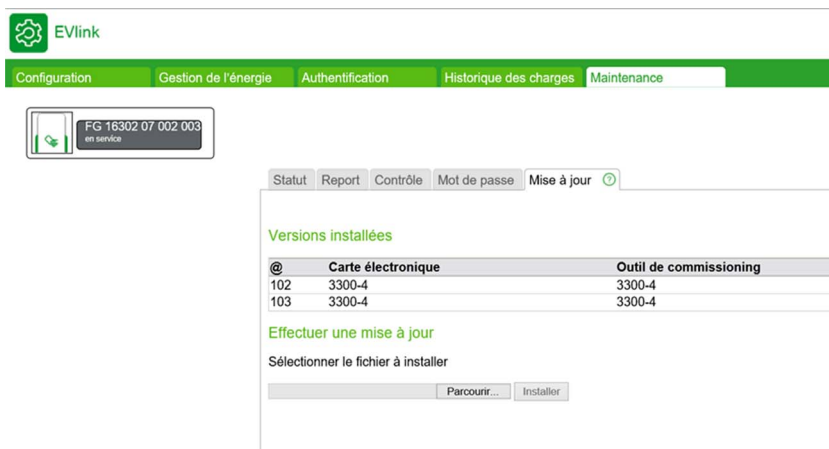 EVlink
Configuration Gestion de l'énergie Authentification Historique des charges Maintenance
FG 16302 07 002 003
en service
Statut Report Contrôle Mot de passe Mise à jour ?
Versions installées
@ Carte électronique Outil de commissioning
102 3300-4 3300-4
103 3300-4 3300-4
Effectuer une mise à jour
Sélectionner le fichier à installer
Parcourir... Installer